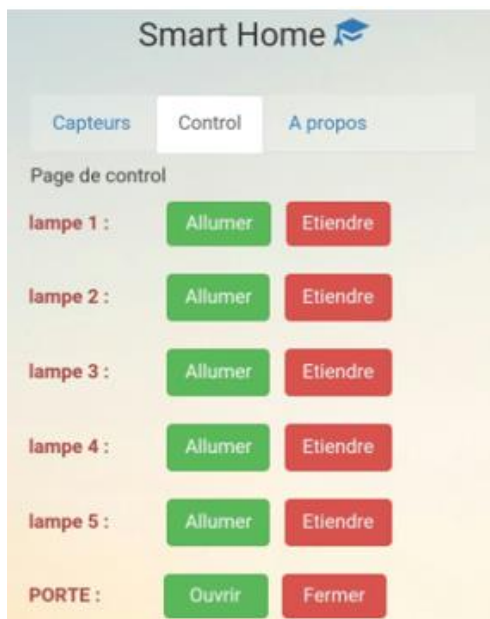 Smart Home
Capteurs Control A propos
Page de control
lampe 1 : Allumer Etiendre
lampe 2 : Allumer Etiendre
lampe 3 : Allumer Etiendre
lampe 4 : Allumer Etiendre
lampe 5 : Allumer Etiendre
PORTE : Ouvrir Fermer